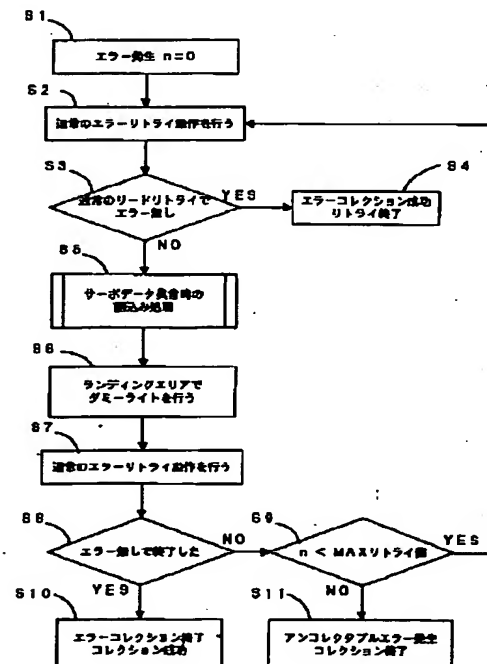 S1
エラー発生 n=0
S2
通常のエラーリトライ動作を行う
S3
通常のリードリトライで
エラー無し
YES
S4
エラーコレクション成功
リトライ終了
NO
S5
サーボデータ異常時の
割込み処理
S6
ランディングエリアで
ダミーライトを行う
S7
通常のエラーリトライ動作を行う
S8
エラー無しで終了した
NO
S9
n < MAXリトライ値
YES
YES
S10
エラーコレクション終了
コレクション成功
NO
S11
アンコレクタブルエラー発生
コレクション終了